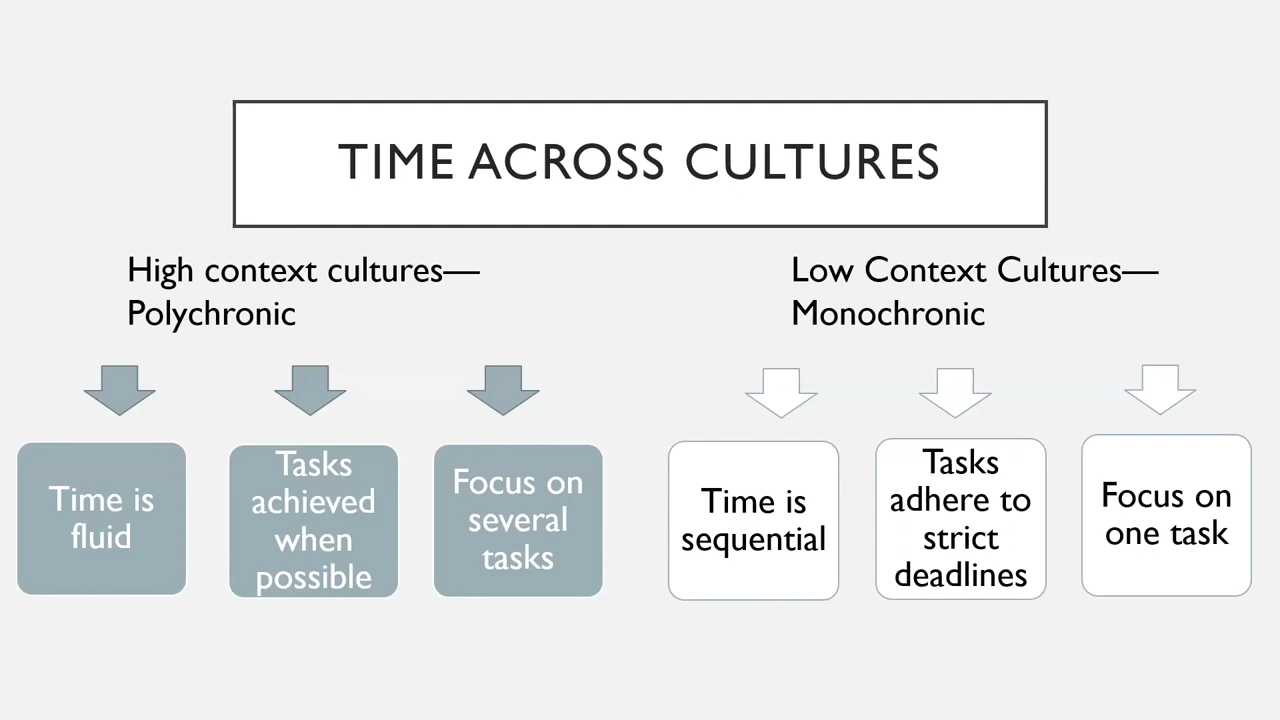 TIME ACROSS CULTURES
High context cultures—
Polychronic
Low Context Cultures—
Monochronic
Time is
fluid
Tasks
achieved
when
possible
Focus on
several
tasks
Time is
sequential
Tasks
adhere to
strict
deadlines
Focus on
one task